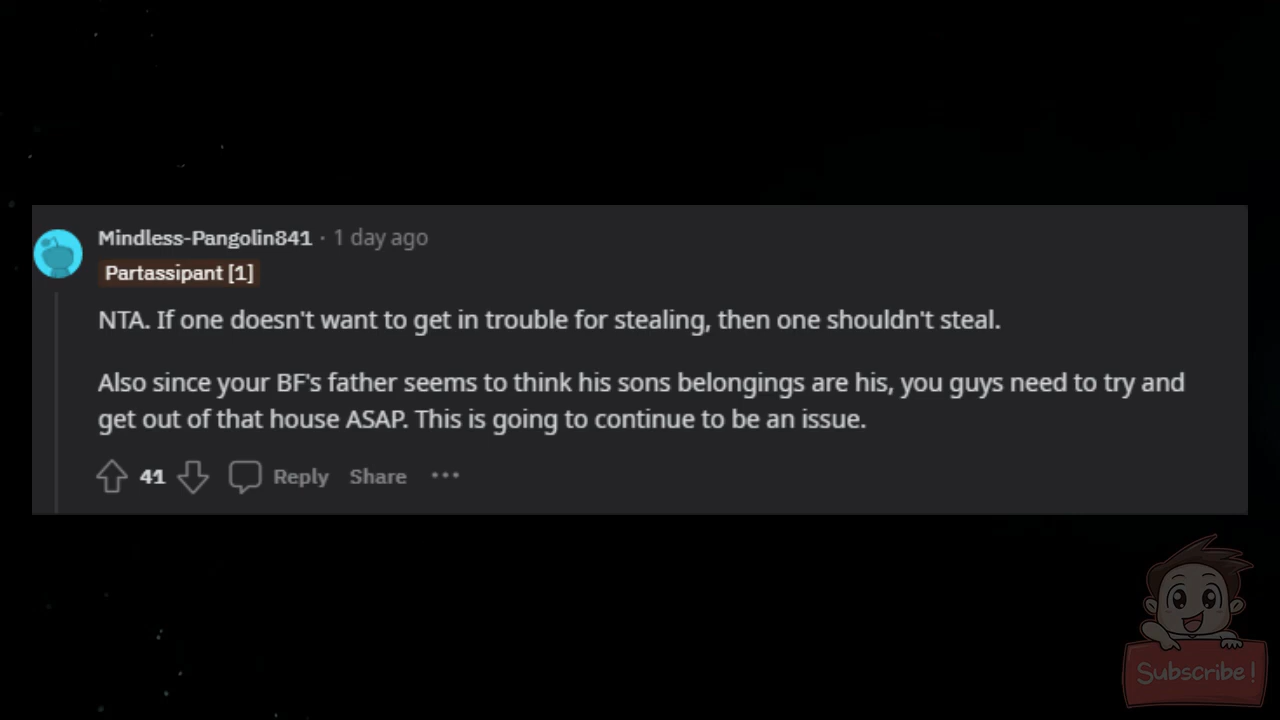 Mindless-Pangolin841 · 1 day ago
Partassipant [1]
NTA. If one doesn't want to get in trouble for stealing, then one shouldn't steal.
Also since your BF's father seems to think his sons belongings are his, you guys need to try and
get out of that house ASAP. This is going to continue to be an issue.
41 Reply Share ···
Subscribe!